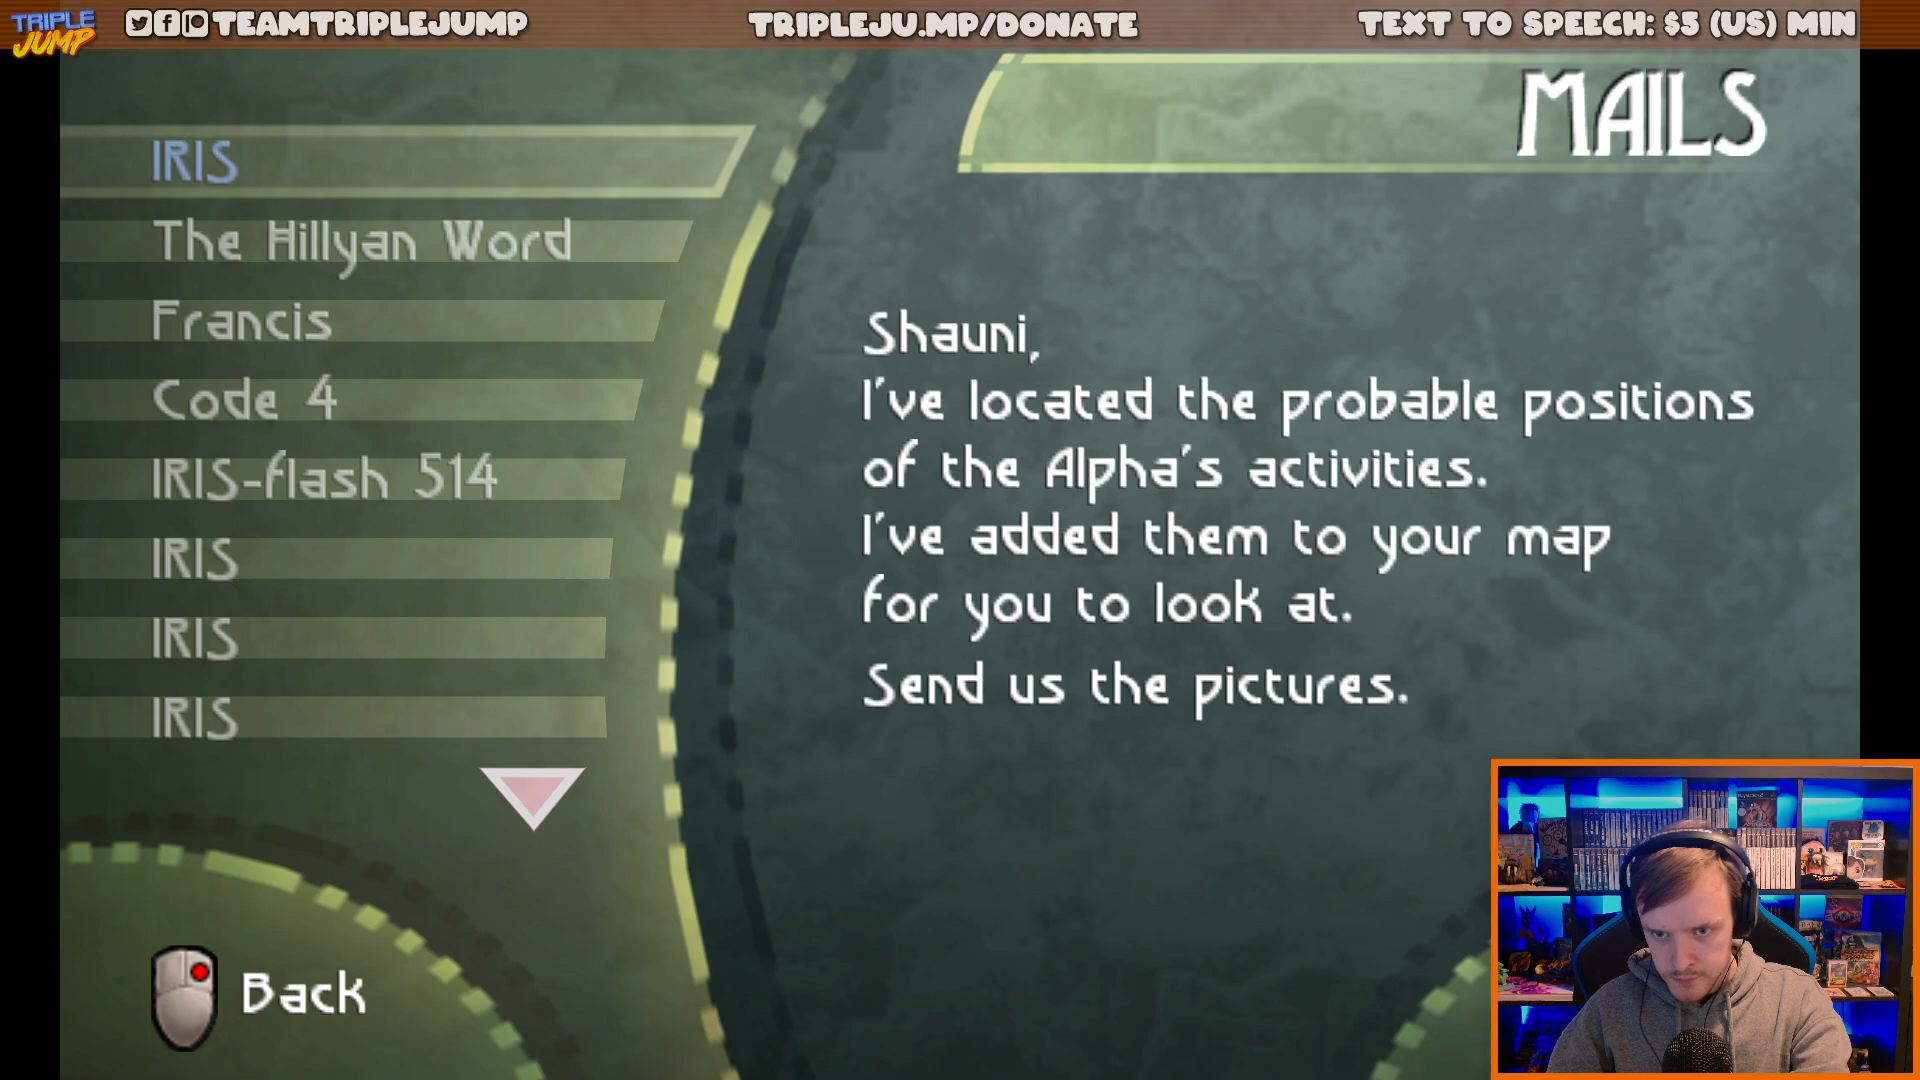 TRIPLE
JUMP
TEAMTRIPLEJUMP
TRIPLEJU.MP/DONATE
TEXT TO SPEECH: $5 (US) MIN
MAILS
IRIS
The Hillyan Word
Francis
Code 4
IRIS-flash 514
IRIS
IRIS
IRIS
Shauni,
I've located the probable positions
of the Alpha's activities.
I've added them to your map
for you to look at.
Send us the pictures.
Back